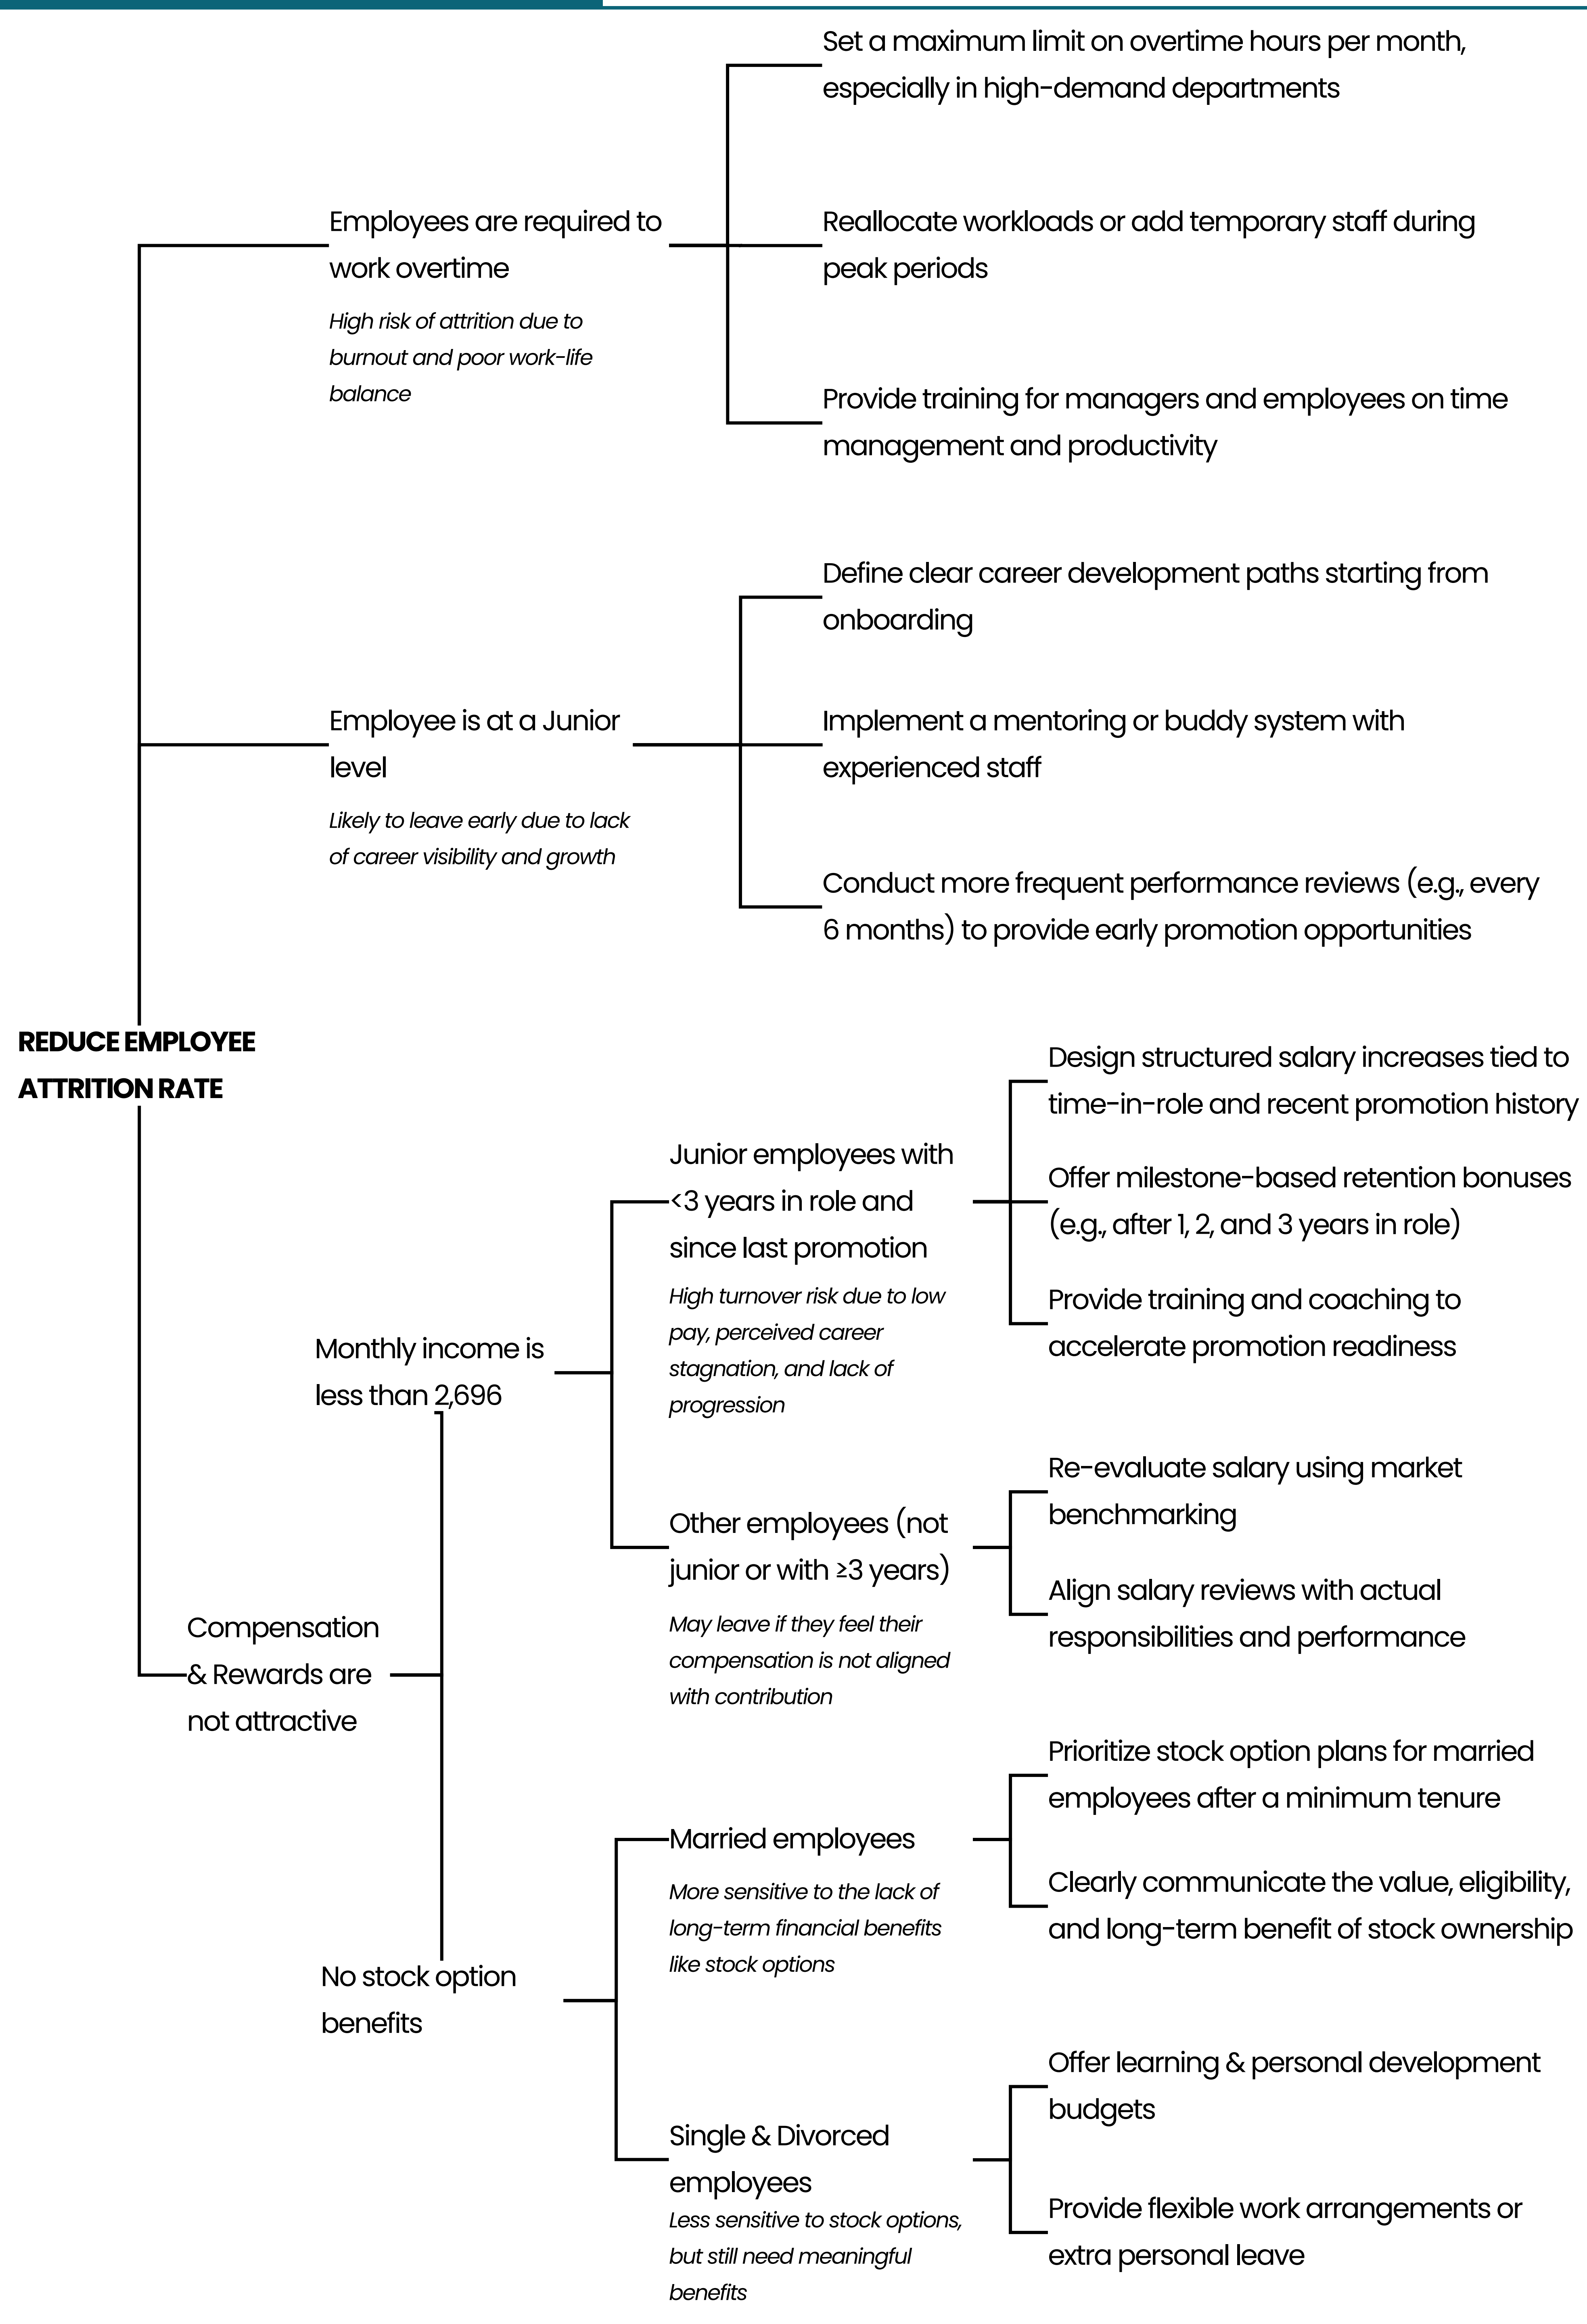 Set a maximum limit on overtime hours per month,
especially in high-demand departments
Employees are required to
work overtime
High risk of attrition due to
burnout and poor work-life
balance
Reallocate workloads or add temporary staff during
peak periods
Provide training for managers and employees on time
management and productivity
Define clear career development paths starting from
onboarding
Employee is at a Junior
level
Likely to leave early due to lack
of career visibility and growth
Implement a mentoring or buddy system with
experienced staff
Conduct more frequent performance reviews (e.g., every
6 months) to provide early promotion opportunities
REDUCE EMPLOYEE
ATTRITION RATE
Compensation
& Rewards are
not attractive
Monthly income is
less than 2,696
Junior employees with
<3 years in role and
since last promotion
High turnover risk due to low
pay, perceived career
stagnation, and lack of
progression
Design structured salary increases tied to
time-in-role and recent promotion history
Offer milestone-based retention bonuses
(e.g., after 1, 2, and 3 years in role)
Provide training and coaching to
accelerate promotion readiness
Other employees (not
junior or with ≥3 years)
May leave if they feel their
compensation is not aligned
with contribution
Re-evaluate salary using market
benchmarking
Align salary reviews with actual
responsibilities and performance
No stock option
benefits
Married employees
More sensitive to the lack of
long-term financial benefits
like stock options
Prioritize stock option plans for married
employees after a minimum tenure
Clearly communicate the value, eligibility,
and long-term benefit of stock ownership
Single & Divorced
employees
Less sensitive to stock options,
but still need meaningful
benefits
Offer learning & personal development
budgets
Provide flexible work arrangements or
extra personal leave